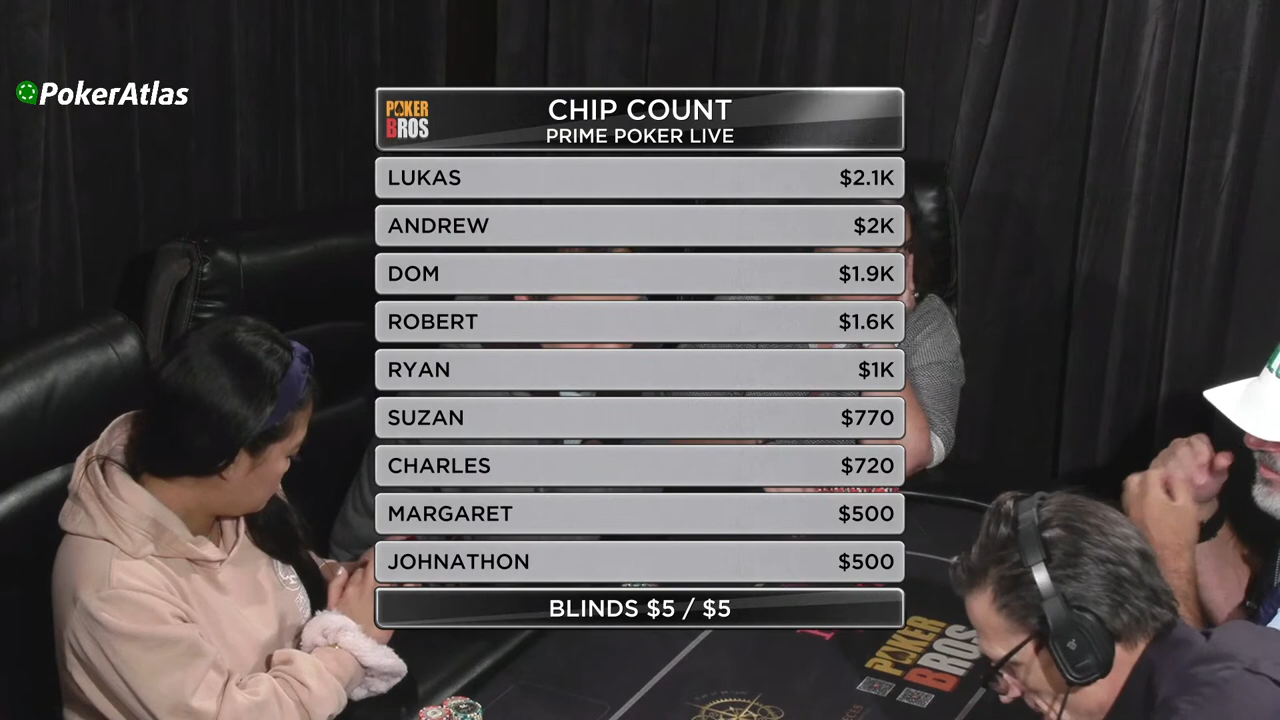 PokerAtlas
POKER
BROS
CHIP COUNT
PRIME POKER LIVE
LUKAS $2.1K
ANDREW $2K
DOM $1.9K
ROBERT $1.6K
RYAN $1K
SUZAN $770
CHARLES $720
MARGARET $500
JOHNATHON $500
BLINDS $5 / $5
POKER
BROS